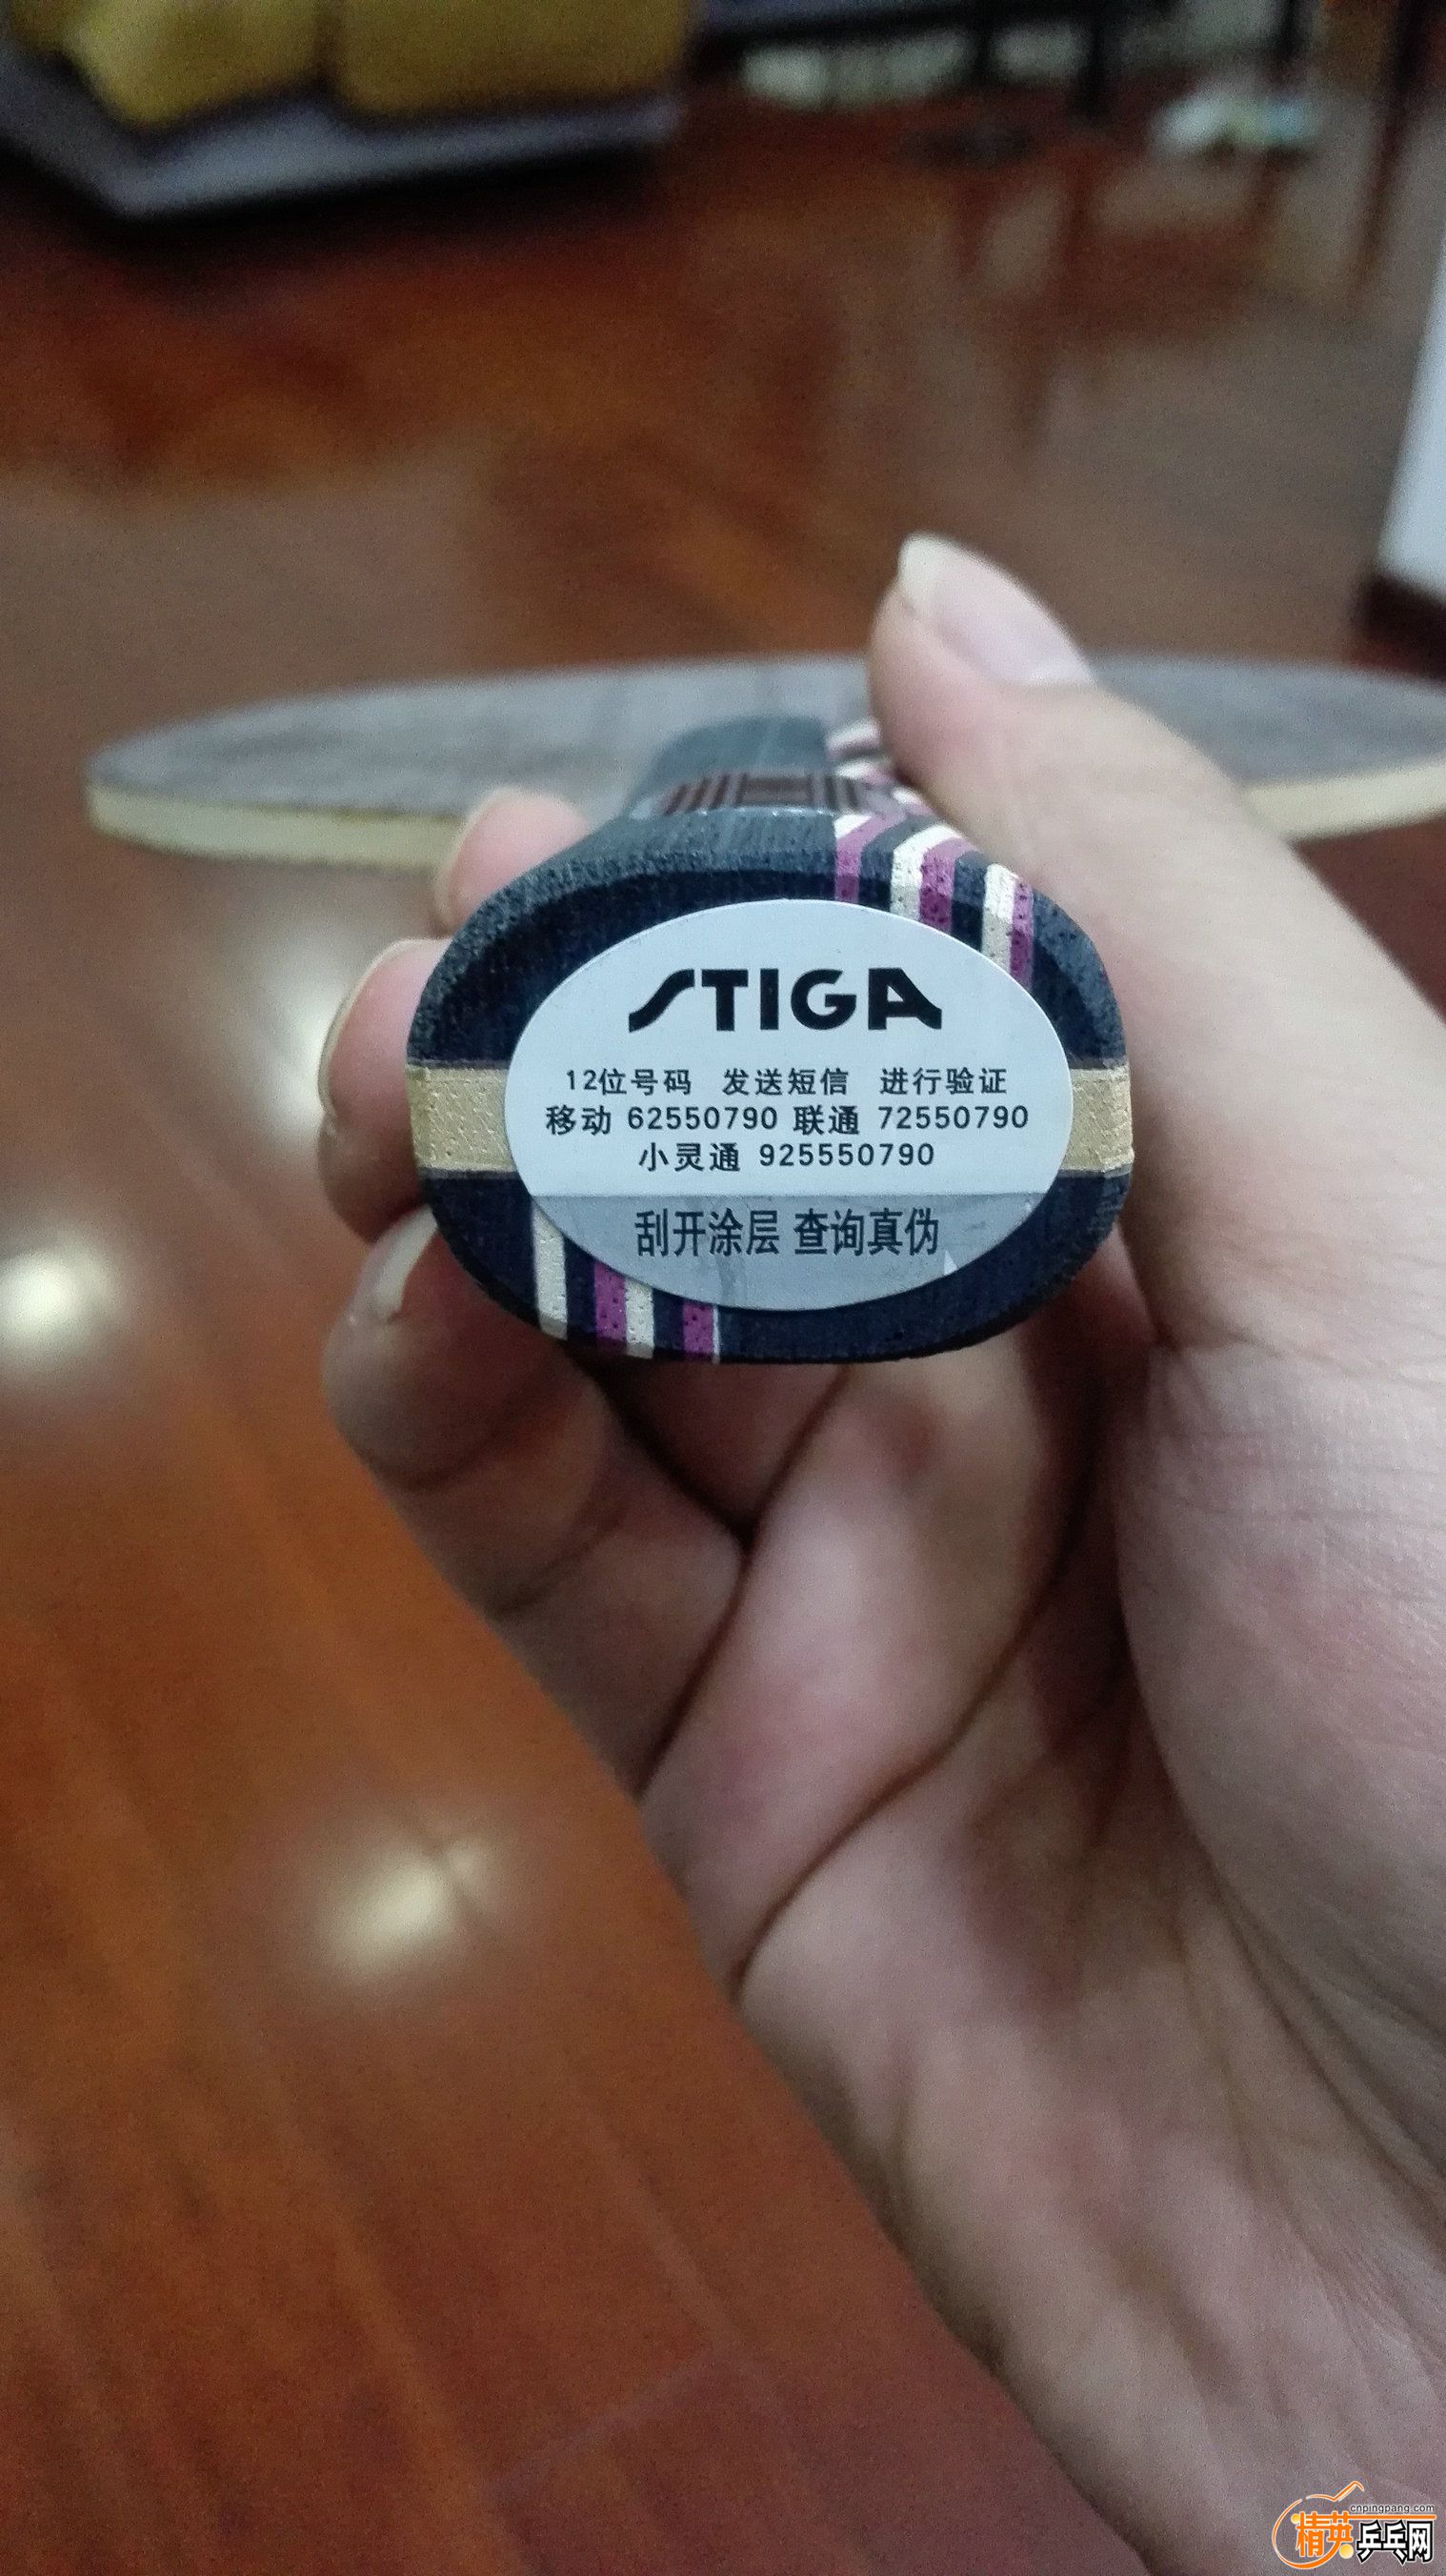 STIGA
12位号码 发送短信 进行验证
移动 62550790 联通 72550790
小灵通 925550790
刮开涂层 查询真伪
cnpingpang.com
精英乒乓网